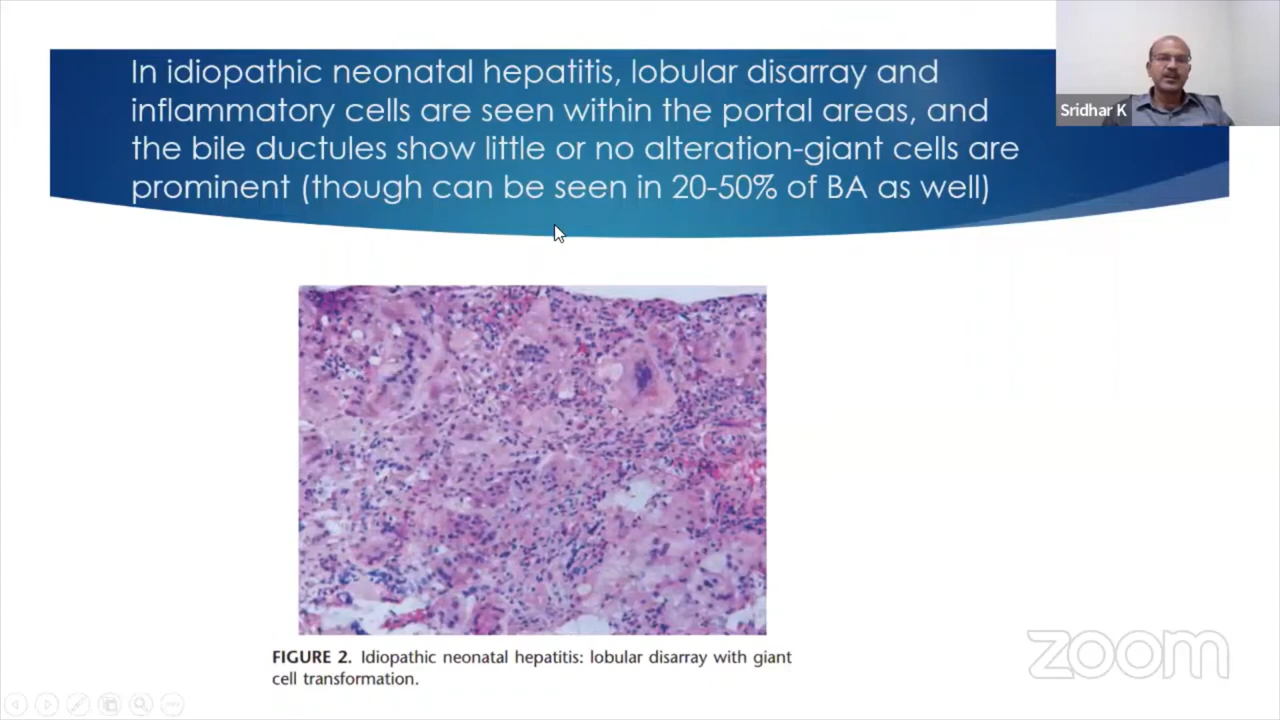 In idiopathic neonatal hepatitis, lobular disarray and
inflammatory cells are seen within the portal areas, and
the bile ductules show little or no alteration-giant cells are
prominent (though can be seen in 20-50% of BA as well)
Sridhar K
FIGURE 2. Idiopathic neonatal hepatitis: lobular disarray with giant
cell transformation.
zoom